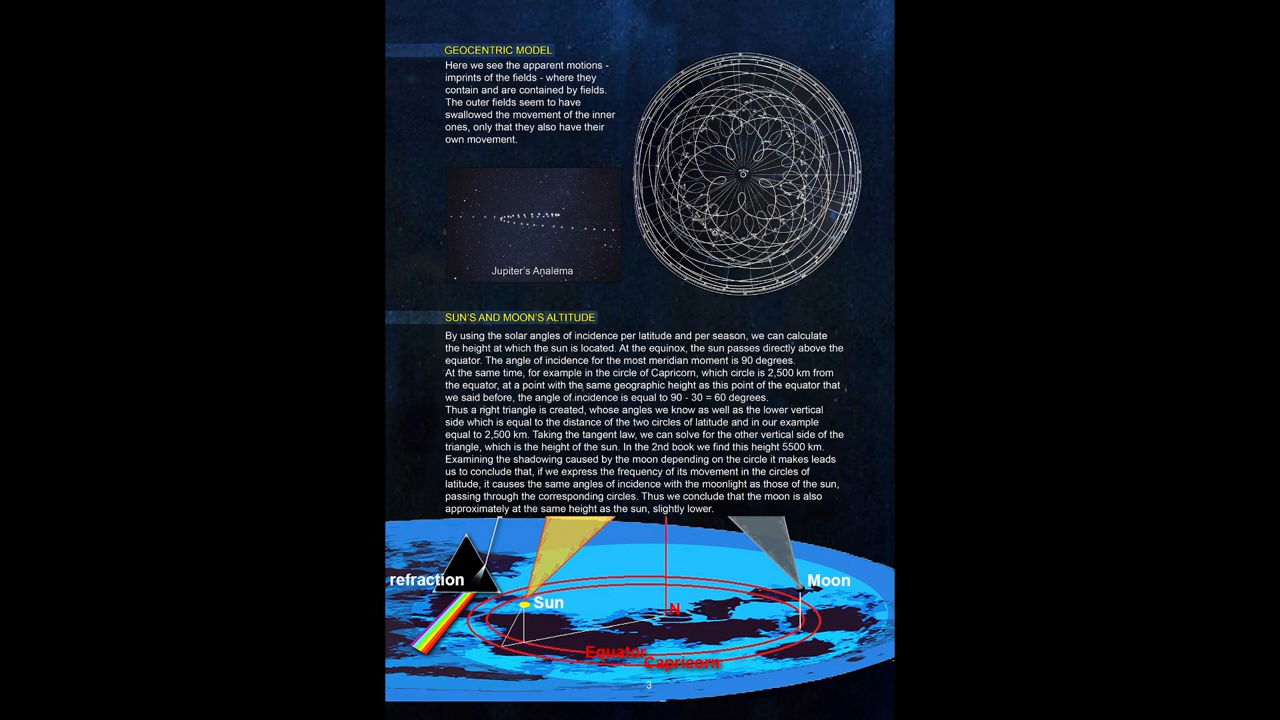 GEOCENTRIC MODEL
Here we see the apparent motions -
imprints of the fields - where they
contain and are contained by fields.
The outer fields seem to have
swallowed the movement of the inner
ones, only that they also have their
own movement.
Jupiter's Analema
SUN'S AND MOON'S ALTITUDE
By using the solar angles of incidence per latitude and per season, we can calculate
the height at which the sun is located. At the equinox, the sun passes directly above the
equator. The angle of incidence for the most meridian moment is 90 degrees.
At the same time, for example in the circle of Capricorn, which circle is 2,500 km from
the equator, at a point with the same geographic height as this point of the equator that
we said before, the angle of incidence is equal to 90 - 30 = 60 degrees.
Thus a right triangle is created, whose angles we know as well as the lower vertical
side which is equal to the distance of the two circles of latitude and in our example
equal to 2,500 km. Taking the tangent law, we can solve for the other vertical side of the
triangle, which is the height of the sun. In the 2nd book we find this height 5500 km.
Examining the shadowing caused by the moon depending on the circle it makes leads
us to conclude that, if we express the frequency of its movement in the circles of
latitude, it causes the same angles of incidence with the moonlight as those of the sun,
passing through the corresponding circles. Thus we conclude that the moon is also
approximately at the same height as the sun, slightly lower.
refraction
Moon
Sun
N
Equator
Capricorn
3